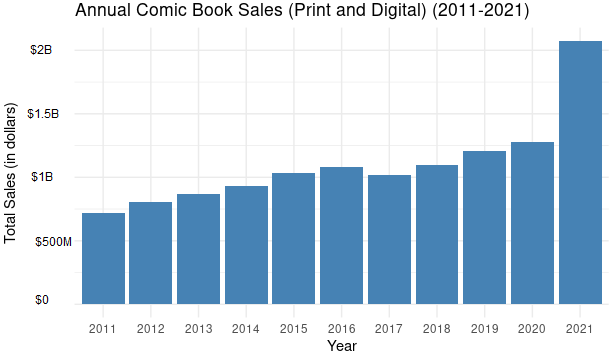 Annual Comic Book Sales (Print and Digital) (2011-2021)
Total Sales (in dollars)
$2B
$1.5B
$1B
$500M
$0
2011 2012 2013 2014 2015 2016 2017 2018 2019 2020 2021
Year